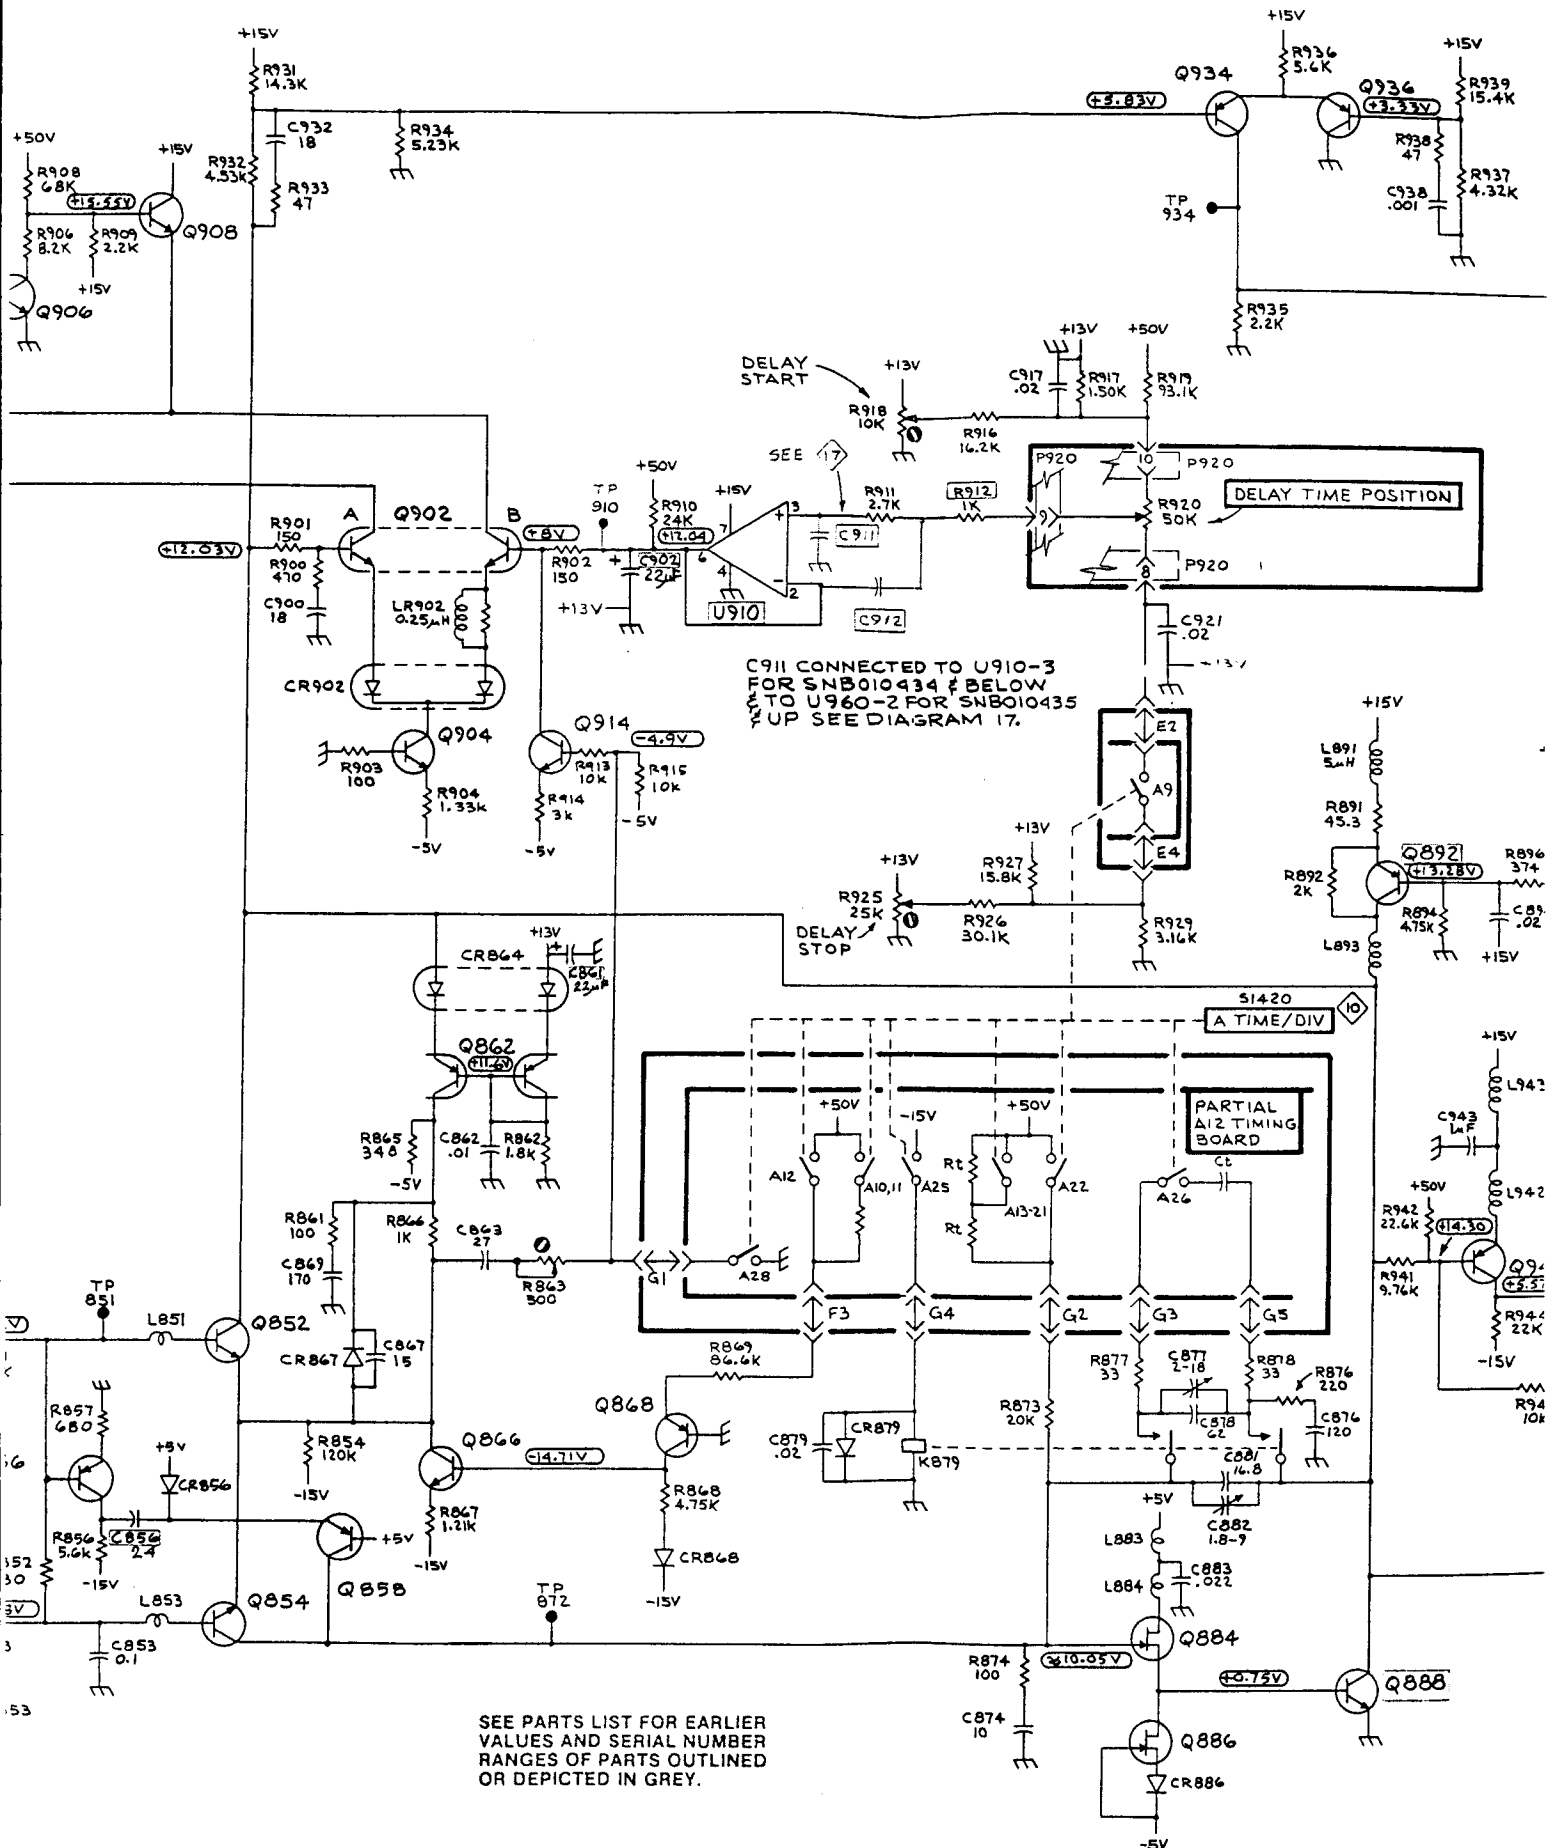 +15V
R931
14.3K
C932
18
R934
5.23K
R932
4.53K
R933
47
+50V
R908
68K
+15.55V
+15V
Q908
R906
8.2K
R909
2.2K
+15V
Q906
+15V
R936
5.6K
Q934
+5.83V
Q936
+3.33V
+15V
R939
15.4K
R938
47
R937
4.32K
C938
.001
TP
934
R935
2.2K
DELAY
START
+13V
R918
10K
R916
16.2K
+13V
+50V
C917
.02
R917
1.50K
R919
93.1K
SEE 17
P920
10
P920
R920
50K
DELAY TIME POSITION
9
8
P920
R911
2.7K
R912
1K
C911
C912
+50V
R910
24K
+15V
+12.04
7
3
6
4
2
+
-
U910
TP
910
C902
22µF
+
+13V
R902
150
+8V
A
Q902
B
+12.03V
R901
150
R900
470
C900
18
LR902
0.25µH
CR902
Q904
R903
100
R904
1.33K
-5V
Q914
-4.9V
R913
10K
R915
10K
-5V
R914
3K
-5V
C911 CONNECTED TO U910-3
FOR SNB010434 & BELOW
& TO U960-2 FOR SNB010435
& UP SEE DIAGRAM 17.
C921
.02
+13V
E2
A9
E4
+13V
R927
15.8K
+13V
R925
25K
DELAY
STOP
R926
30.1K
R929
3.16K
+15V
L891
5µH
R891
45.3
Q892
+13.28V
R892
2K
R896
374
R894
4.75K
.02
+15V
L893
CR864
+13V
+
C861
22µF
Q862
+11.6V
R865
348
-5V
C862
.01
R862
1.8K
R861
100
C869
170
R866
1K
C863
27
R863
500
CR867
C867
15
S1420
A TIME/DIV
10
PARTIAL
A12 TIMING
BOARD
+50V
-15V
+50V
A12
A10,11
A25
Rt
Rt
A13-21
A22
A26
Ct
G1
A28
F3
G4
G2
G3
G5
+15V
L943
C943
1µF
L942
+50V
R942
22.6K
+14.30
R941
9.76K
R944
22K
-15V
10K
TP
851
L851
Q852
R857
680
+5V
CR856
R856
5.6K
C856
24
-15V
R854
120K
-15V
Q866
-14.71V
R867
1.21K
-15V
+5V
Q858
L853
Q854
C853
0.1
R869
86.6K
Q868
R868
4.75K
CR868
-15V
C879
.02
CR879
K879
R873
20K
R877
33
C877
2-18
C878
62
R878
33
R876
220
C876
120
C881
16.8
C882
1.8-9
+5V
L883
L884
C883
.022
TP
872
Q884
≈10.05V
R874
100
C874
10
+0.75V
Q888
Q886
CR886
-5V
SEE PARTS LIST FOR EARLIER
VALUES AND SERIAL NUMBER
RANGES OF PARTS OUTLINED
OR DEPICTED IN GREY.